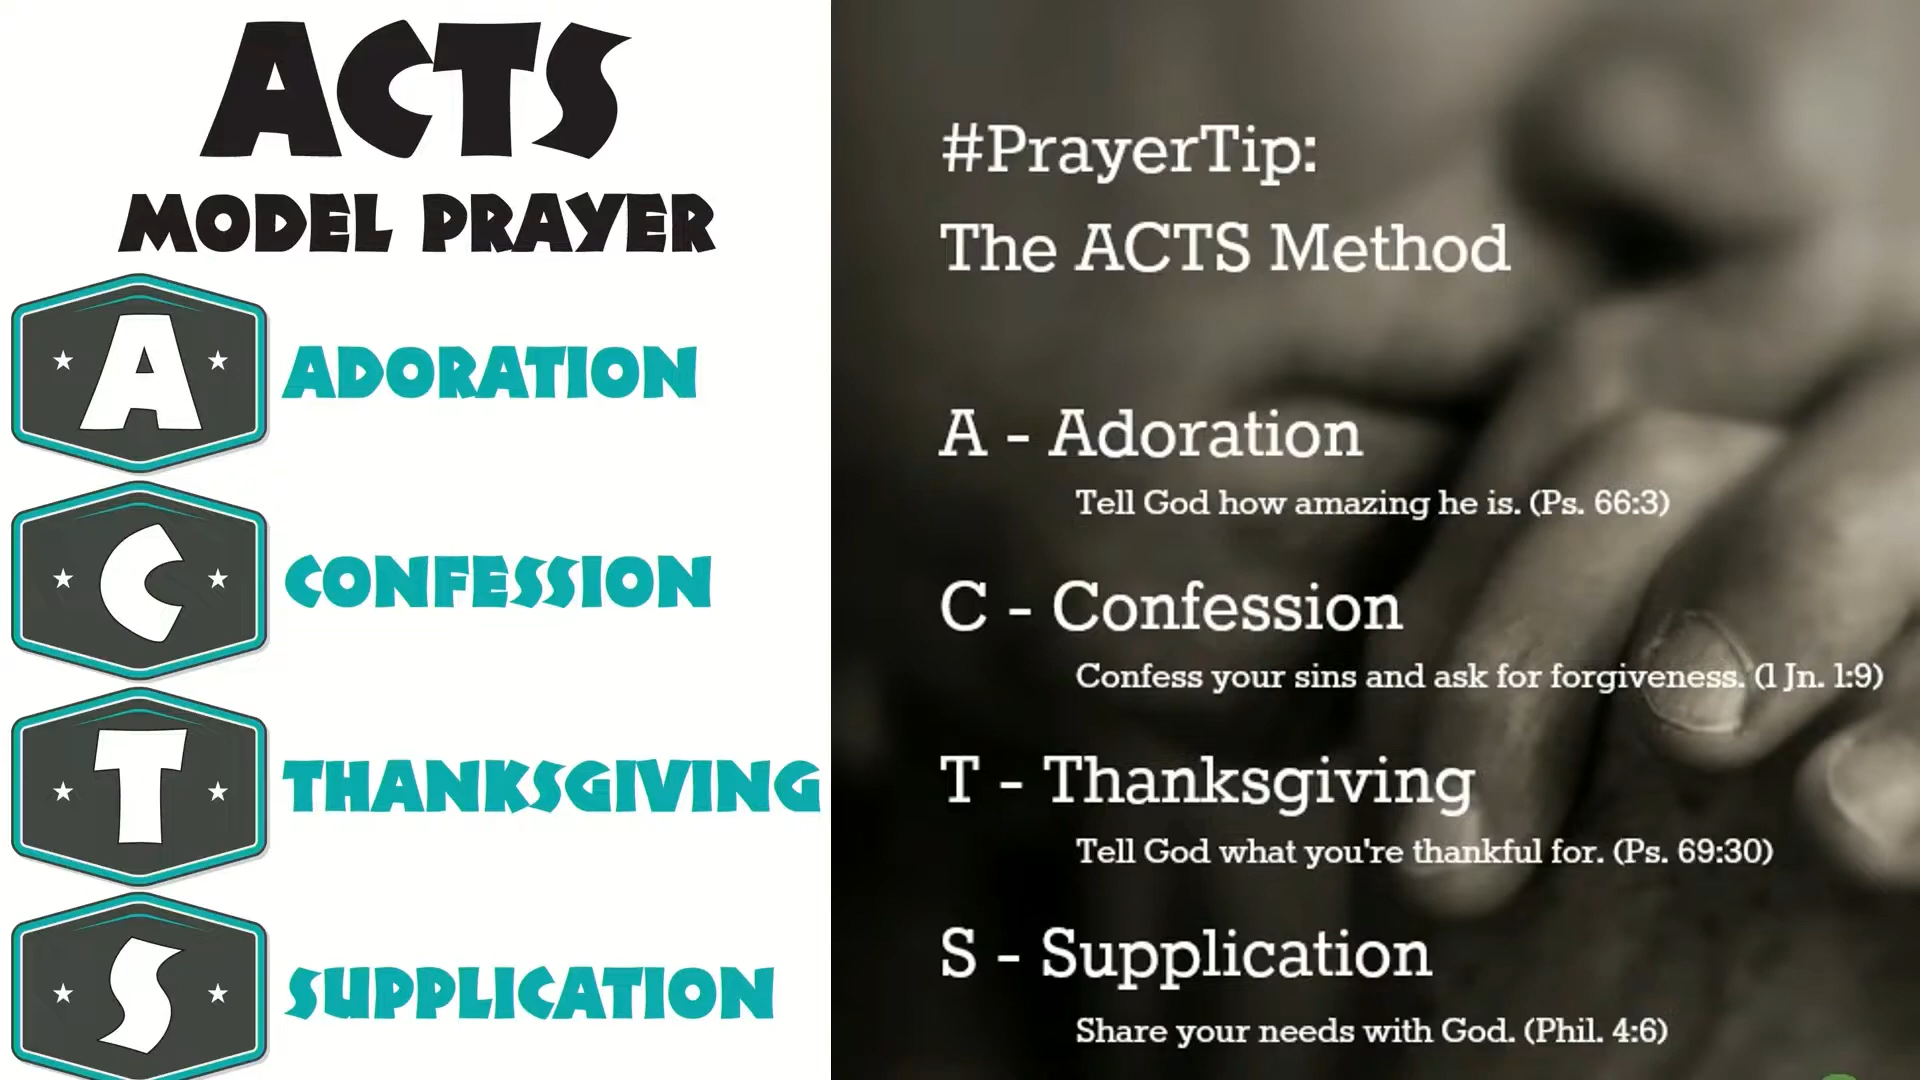 ACTS
MODEL PRAYER
A
ADORATION
C
CONFESSION
T
THANKSGIVING
S
SUPPLICATION
#PrayerTip:
The ACTS Method
A - Adoration
Tell God how amazing he is. (Ps. 66:3)
C - Confession
Confess your sins and ask for forgiveness. (1 Jn. 1:9)
T - Thanksgiving
Tell God what you're thankful for. (Ps. 69:30)
S - Supplication
Share your needs with God. (Phil. 4:6)